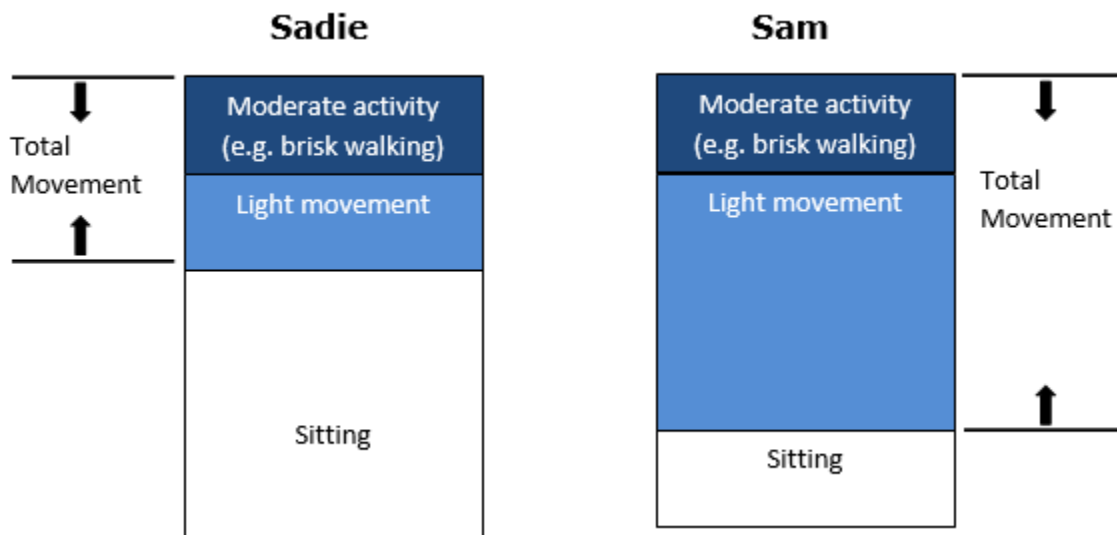 Sadie
Sam
Total
Movement
Moderate activity
(e.g. brisk walking)
Light movement
Sitting
Moderate activity
(e.g. brisk walking)
Light movement
Sitting
Total
Movement